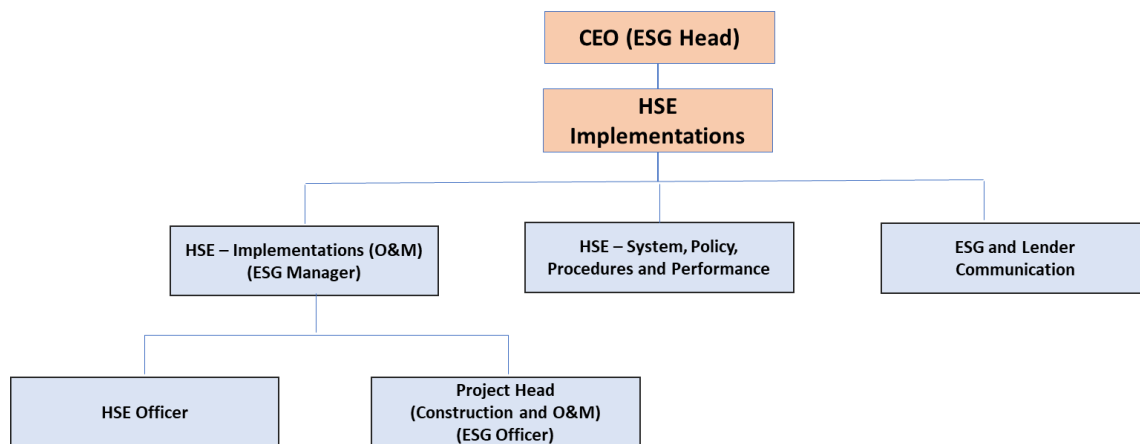 CEO (ESG Head)
HSE
Implementations
HSE – Implementations (O&M)
(ESG Manager)
HSE – System, Policy,
Procedures and Performance
ESG and Lender
Communication
HSE Officer
Project Head
(Construction and O&M)
(ESG Officer)